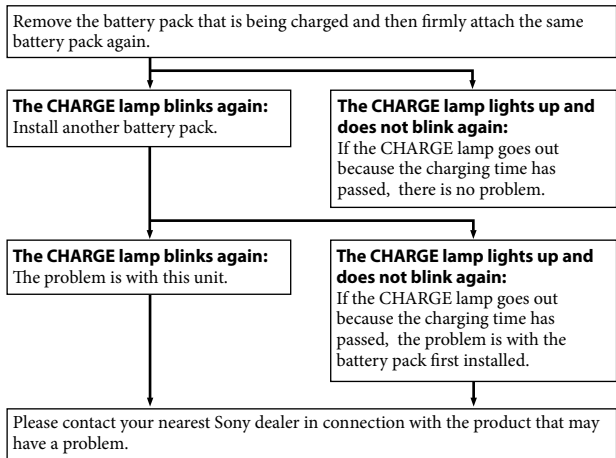 Remove the battery pack that is being charged and then firmly attach the same
battery pack again.
The CHARGE lamp blinks again:
Install another battery pack.
The CHARGE lamp lights up and
does not blink again:
If the CHARGE lamp goes out
because the charging time has
passed, there is no problem.
The CHARGE lamp blinks again:
The problem is with this unit.
The CHARGE lamp lights up and
does not blink again:
If the CHARGE lamp goes out
because the charging time has
passed, the problem is with the
battery pack first installed.
Please contact your nearest Sony dealer in connection with the product that may
have a problem.